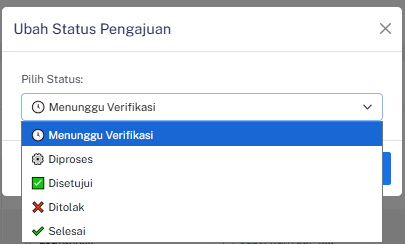 Ubah Status Pengajuan
Pilih Status:
Menunggu Verifikasi
Menunggu Verifikasi
Diproses
Disetujui
Ditolak
Selesai